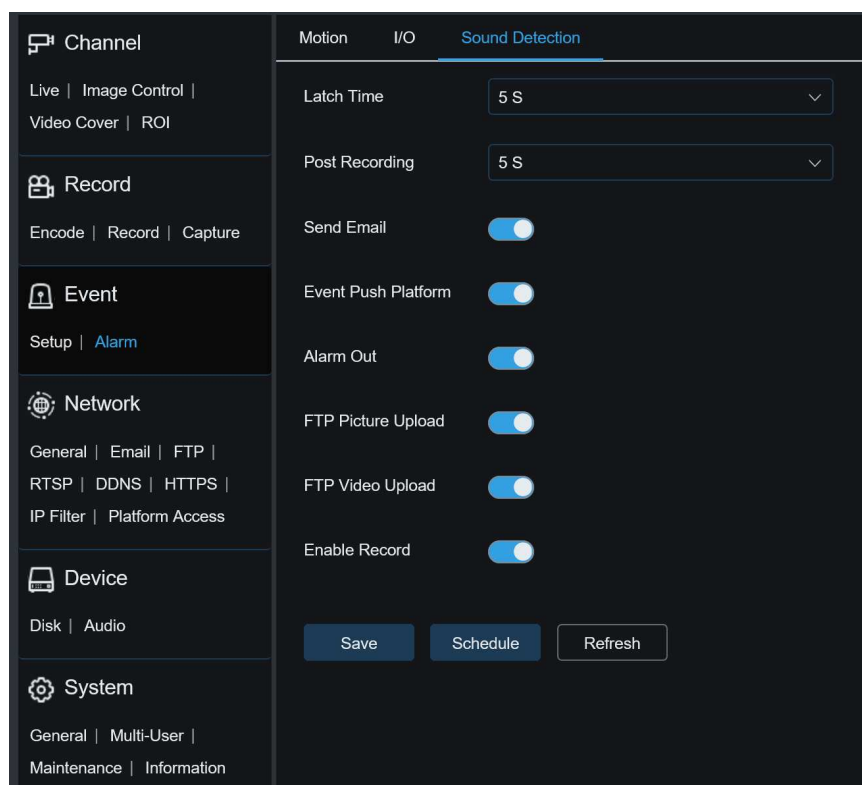 Channel
Live | Image Control |
Video Cover | ROI
Record
Encode | Record | Capture
Event
Setup | Alarm
Network
General | Email | FTP |
RTSP | DDNS | HTTPS |
IP Filter | Platform Access
Device
Disk | Audio
System
General | Multi-User |
Maintenance | Information
Motion I/O Sound Detection
Latch Time 5 S
Post Recording 5 S
Send Email
Event Push Platform
Alarm Out
FTP Picture Upload
FTP Video Upload
Enable Record
Save Schedule Refresh